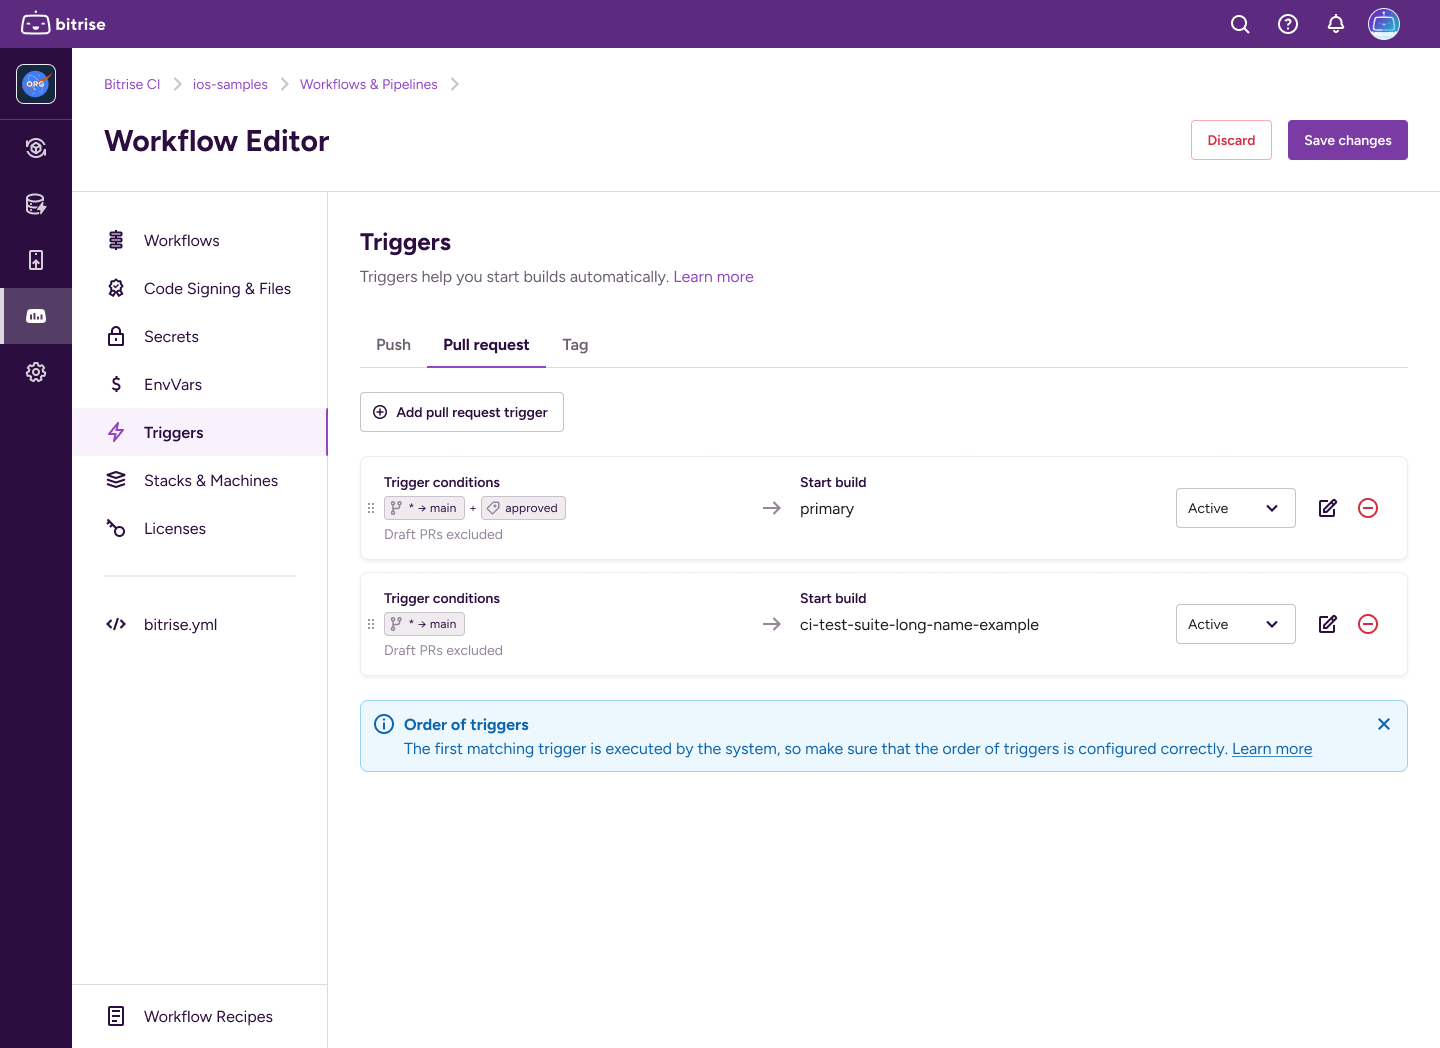 bitrise
ORG
Bitrise CI
ios-samples
Workflows & Pipelines
Workflow Editor
Discard
Save changes
Workflows
Code Signing & Files
Secrets
EnvVars
Triggers
Stacks & Machines
Licenses
bitrise.yml
Workflow Recipes
Triggers
Triggers help you start builds automatically. Learn more
Push
Pull request
Tag
Add pull request trigger
Trigger conditions
* → main + approved
Draft PRs excluded
Start build
primary
Active
Trigger conditions
* → main
Draft PRs excluded
Start build
ci-test-suite-long-name-example
Active
Order of triggers
The first matching trigger is executed by the system, so make sure that the order of triggers is configured correctly. Learn more